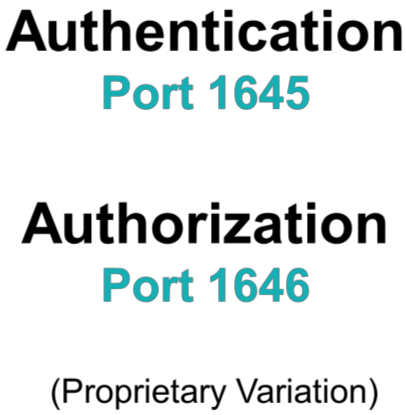 Authentication
Port 1645
Authorization
Port 1646
(Proprietary Variation)